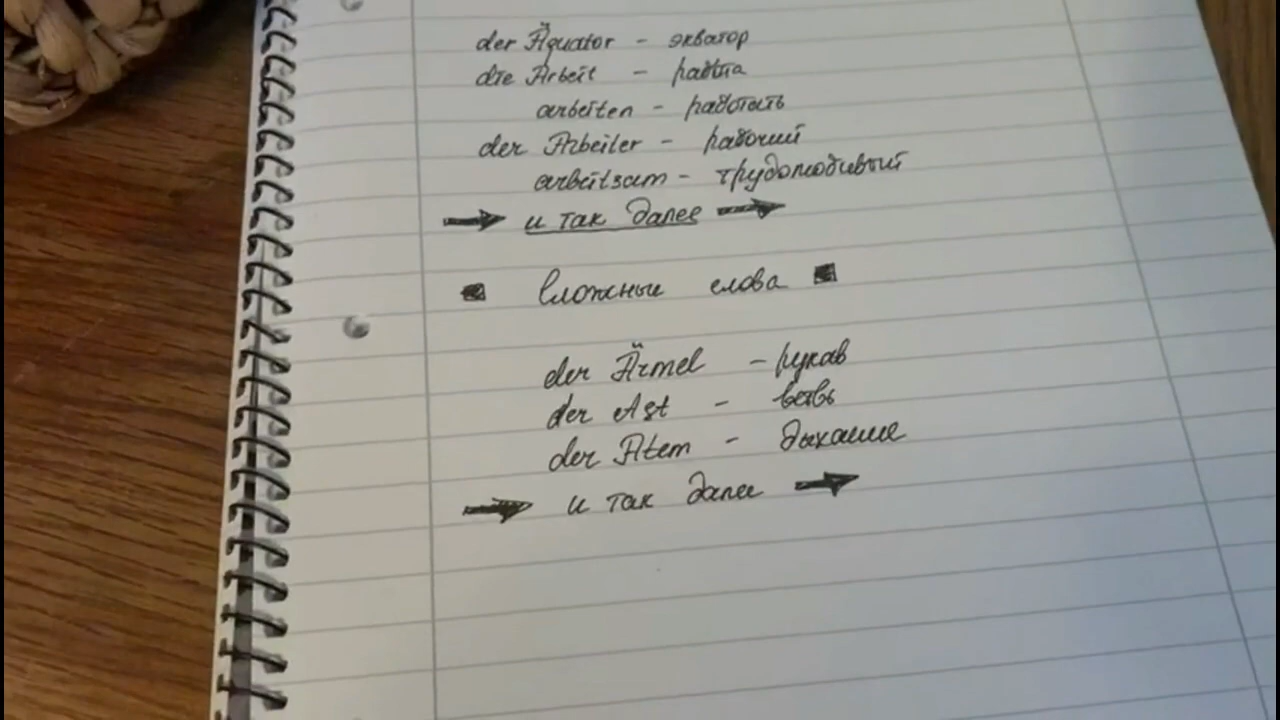 der Äquator - экватор
die Arbeit - работа
arbeiten - работать
der Arbeiter - рабочий
arbeitsam - трудолюбивый
и так далее
Сложные слова
der Ärmel - рукав
der Ast - ветвь
der Atem - дыхание
и так далее